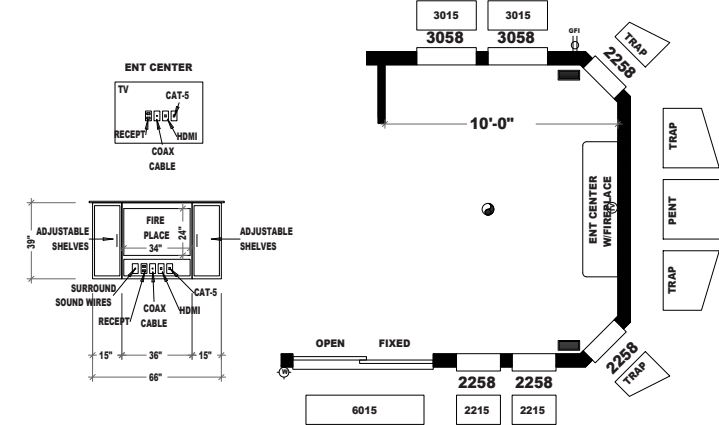 3015
3015
3058
3058
GFI
TRAP
2258
ENT CENTER
TV
CAT-5
RECEPT
HDMI
COAX
CABLE
10'-0"
TRAP
ENT CENTER
W/FIREPLACE
PENT
TRAP
39"
ADJUSTABLE
SHELVES
FIRE
PLACE
24"
34"
ADJUSTABLE
SHELVES
SURROUND
SOUND WIRES
CAT-5
RECEPT
COAX
CABLE
HDMI
15"
36"
15"
66"
OPEN
FIXED
W
2258
2258
2258
TRAP
6015
2215
2215